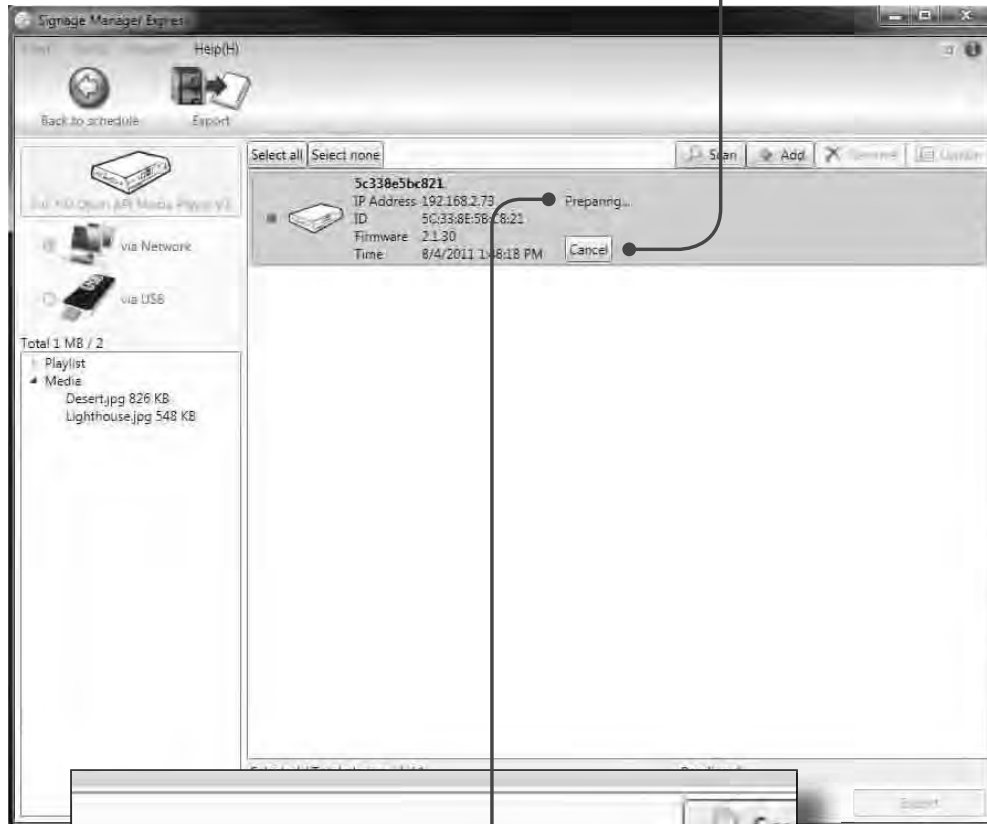 Signage Manager Expres
Help(H)
Back to schedule
Export
Select all
Select none
Scan
Add
5c338e5bc821
IP Address 192.168.2.73
Preparing...
ID 5C:33:8E:5B:C8:21
Firmware 2.1.30
Time 8/4/2011 1:48:18 PM
Cancel
via Network
via USB
Total 1 MB / 2
Playlist
Media
Desert.jpg 826 KB
Lighthouse.jpg 548 KB
Export